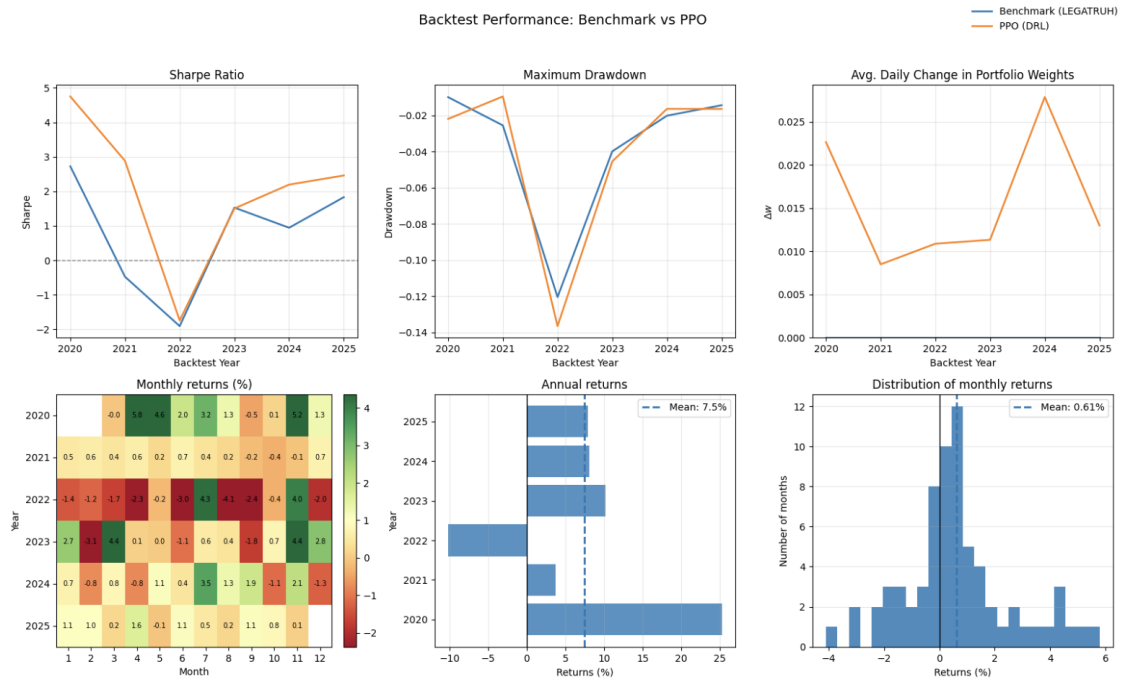 Backtest Performance: Benchmark vs PPO
Benchmark (LEGATRUH)
PPO (DRL)
Sharpe Ratio
Sharpe
5
4
3
2
1
0
−1
−2
2020 2021 2022 2023 2024 2025
Backtest Year
Maximum Drawdown
Drawdown
−0.02
−0.04
−0.06
−0.08
−0.10
−0.12
−0.14
2020 2021 2022 2023 2024 2025
Backtest Year
Avg. Daily Change in Portfolio Weights
Δw
0.025
0.020
0.015
0.010
0.005
0.000
2020 2021 2022 2023 2024 2025
Backtest Year
Monthly returns (%)
Year
2020 -0.0 5.8 4.6 2.0 3.2 1.3 -0.5 0.1 5.2 1.3
2021 0.5 0.6 0.4 0.6 0.2 0.7 0.4 0.2 -0.2 -0.4 -0.1 0.7
2022 -1.4 -1.2 -1.7 -2.3 -0.2 -3.0 4.3 -4.1 -2.4 -0.4 4.0 -2.0
2023 2.7 -3.1 4.4 0.1 0.0 -1.1 0.6 0.4 -1.8 0.7 4.4 2.8
2024 0.7 -0.8 0.8 -0.8 1.1 0.4 3.5 1.3 1.9 -1.1 2.1 -1.3
2025 1.1 1.0 0.2 1.6 -0.1 1.1 0.5 0.2 1.1 0.8 0.1
1 2 3 4 5 6 7 8 9 10 11 12
Month
4
3
2
1
0
−1
−2
Annual returns
Mean: 7.5%
Year
2025
2024
2023
2022
2021
2020
−10 −5 0 5 10 15 20 25
Returns (%)
Distribution of monthly returns
Mean: 0.61%
Number of months
12
10
8
6
4
2
0
−4 −2 0 2 4 6
Returns (%)